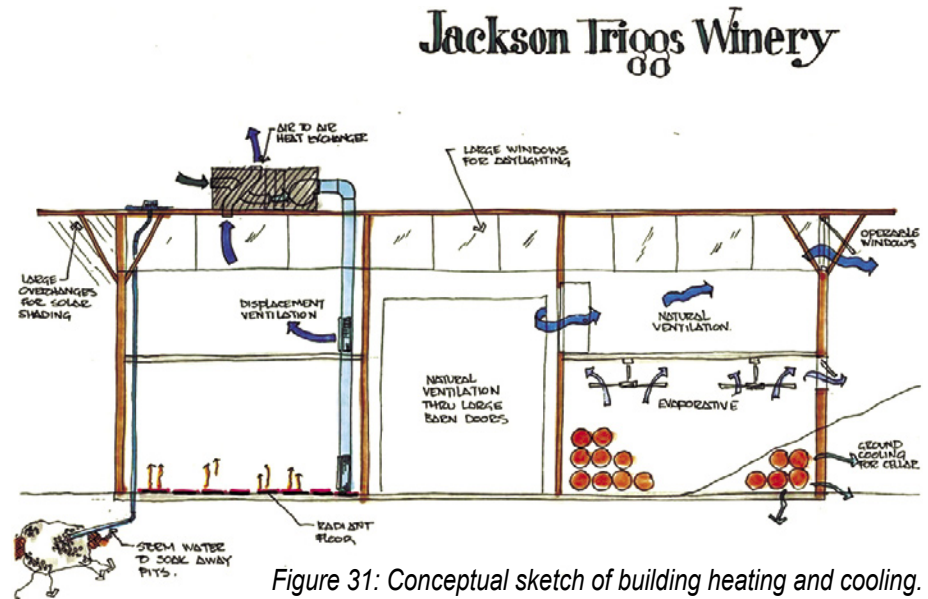 Jackson Triggs Winery
AIR TO AIR
HEAT EXCHANGER
LARGE WINDOWS
FOR DAYLIGHTING
OPERABLE
WINDOWS
LARGE
OVERHANGES
FOR SOLAR
SHADING
DISPLACEMENT
VENTILATION
NATURAL
VENTILATION.
NATURAL
VENTILATION
THRU LARGE
BARN DOORS
EVAPORATIVE
GROUND
COOLING
FOR CELLAR
RADIANT
FLOOR
STERM WATER
TO SOAK AWAY
PITS.
Figure 31: Conceptual sketch of building heating and cooling.